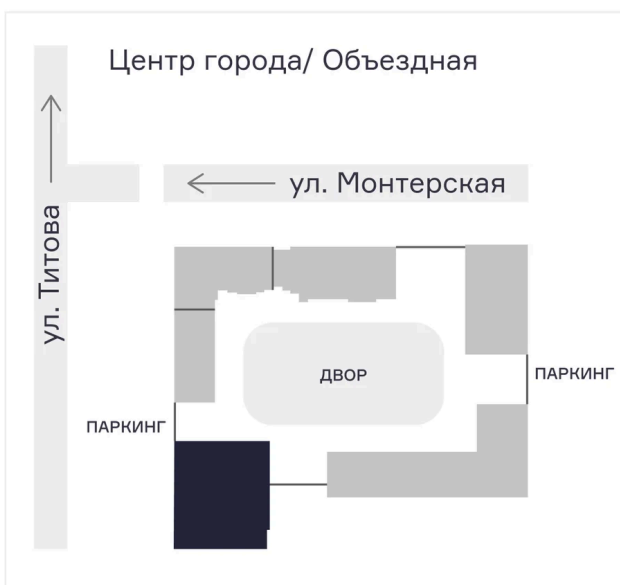 Центр города/ Объездная
ул. Монтерская
ул. Титова
ДВОР
ПАРКИНГ
ПАРКИНГ